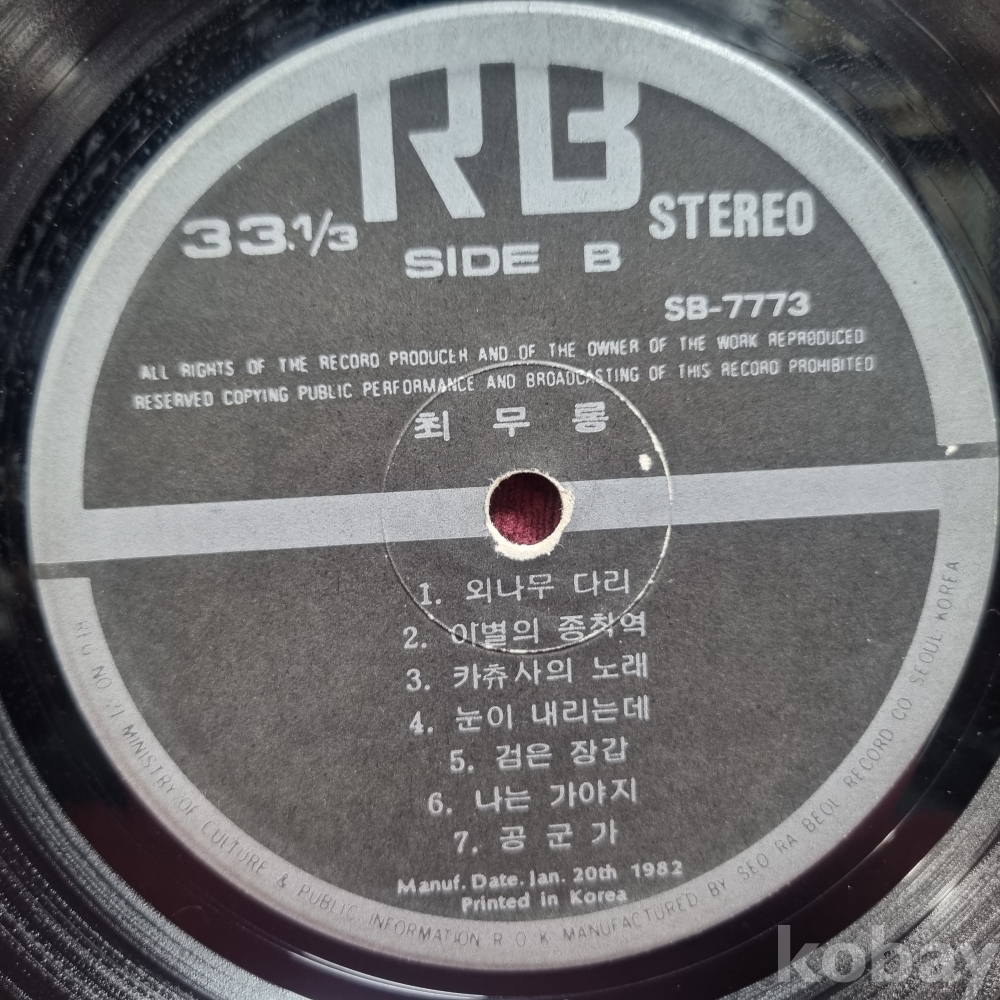 RB
33.1/3
STEREO
SIDE B
SB-7773
ALL RIGHTS OF THE RECORD PRODUCER AND OF THE OWNER OF THE WORK REPRODUCED
RESERVED COPYING PUBLIC PERFORMANCE AND BROADCASTING OF THIS RECORD PROHIBITED
최 무 룡
1. 외나무 다리
2. 이별의 종착역
3. 카츄사의 노래
4. 눈이 내리는데
5. 검은 장갑
6. 나는 가야지
7. 공 군 가
Manuf. Date. Jan. 20th 1982
Printed in Korea
REG NO 21 MINISTRY OF CULTURE & PUBLIC INFORMATION R O K MANUFACTURED BY SEO RA BEOL RECORD CO SEOUL KOREA
kobay